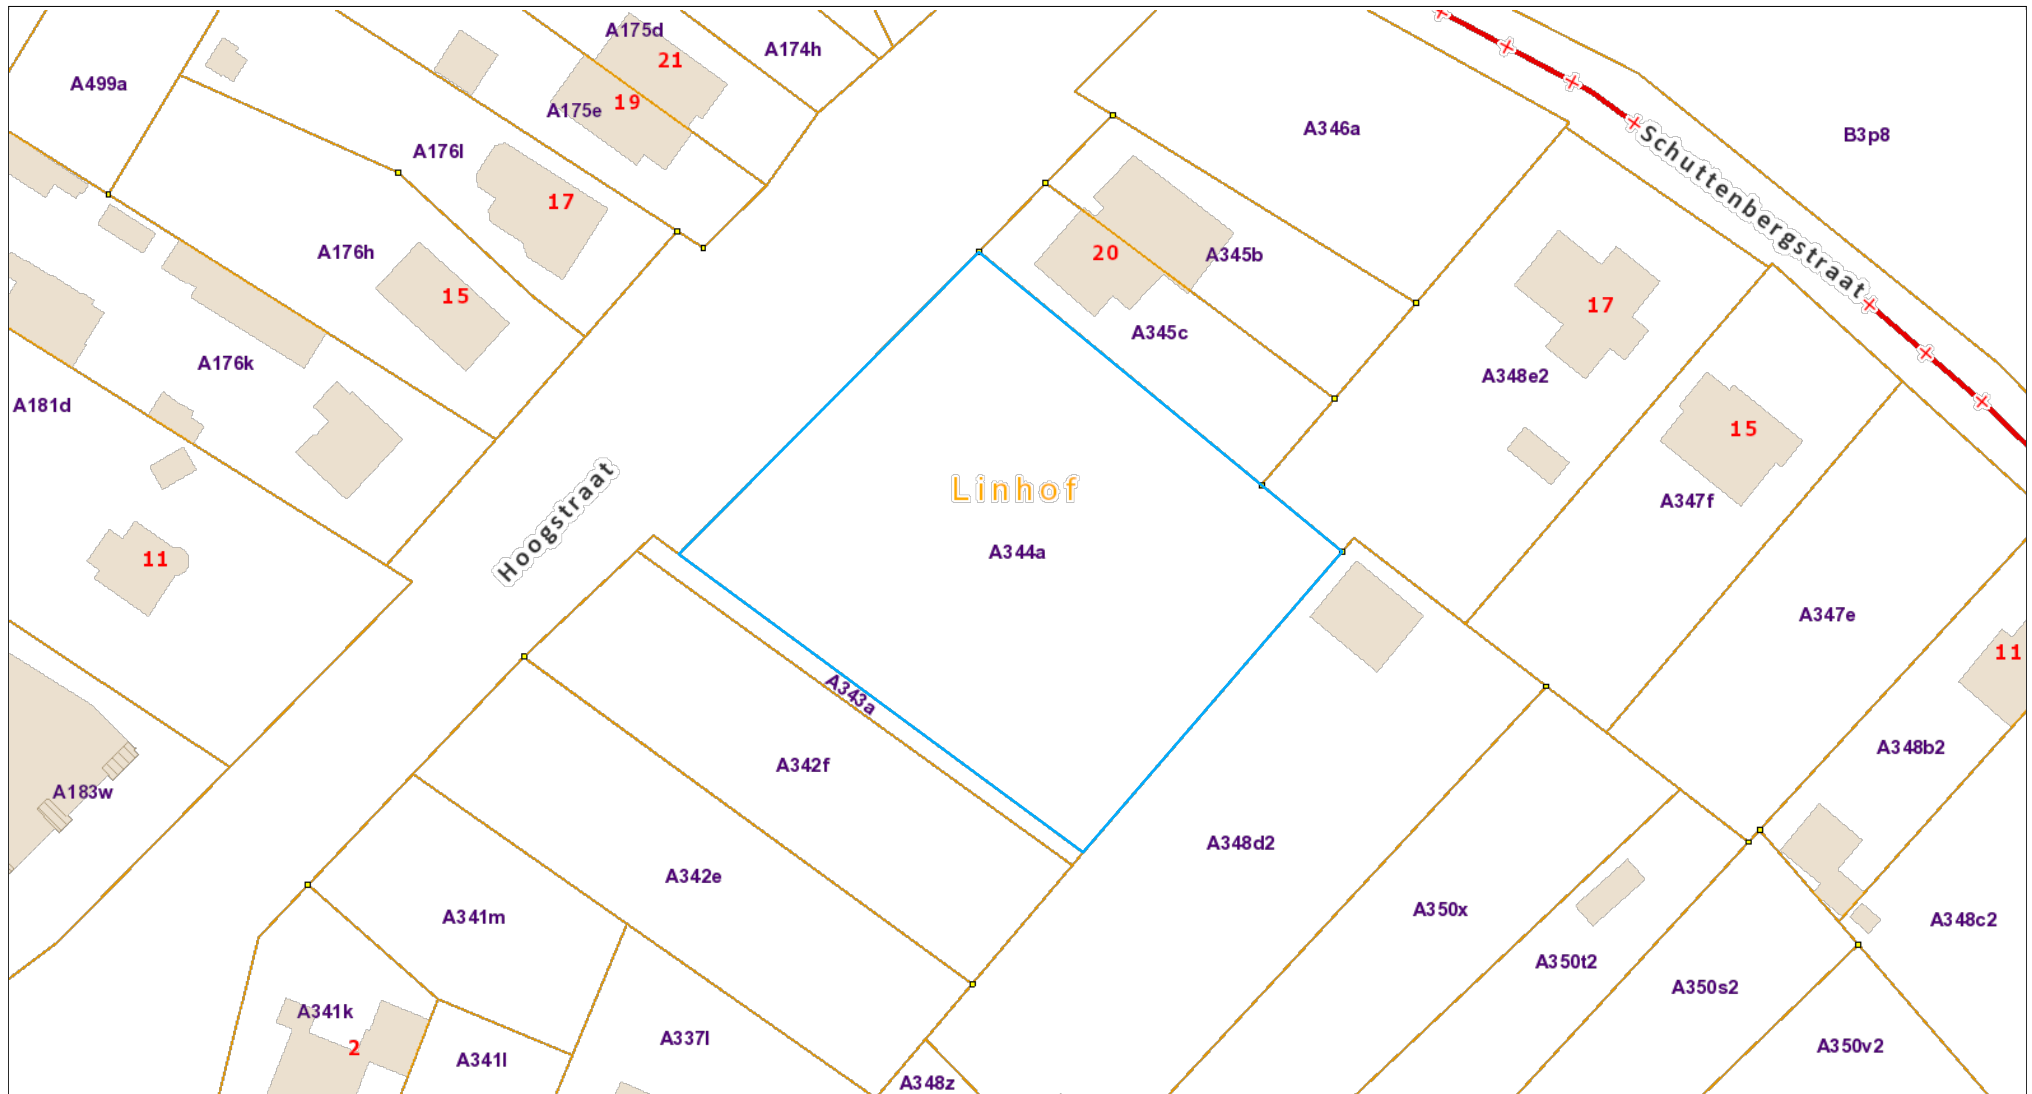 A175d
21
A174h
A499a
19
A175e
A346a
B3p8
Schuttenbergstraat
A176l
17
A176h
20
A345b
15
17
A345c
A176k
A348e2
A181d
15
Hoogstraat
Linhof
A347f
A344a
11
A347e
11
A343a
A348b2
A342f
A183w
A348d2
A342e
A350x
A341m
A348c2
A350t2
A350s2
A341k
2
A337l
A350v2
A341l
A348z